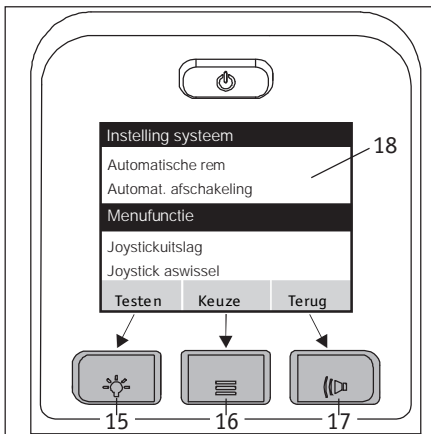 Instelling systeem
18
Automatische rem
Automat. afschakeling
Menufunctie
Joystickuitslag
Joystick aswissel
Testen Keuze Terug
15 16 17